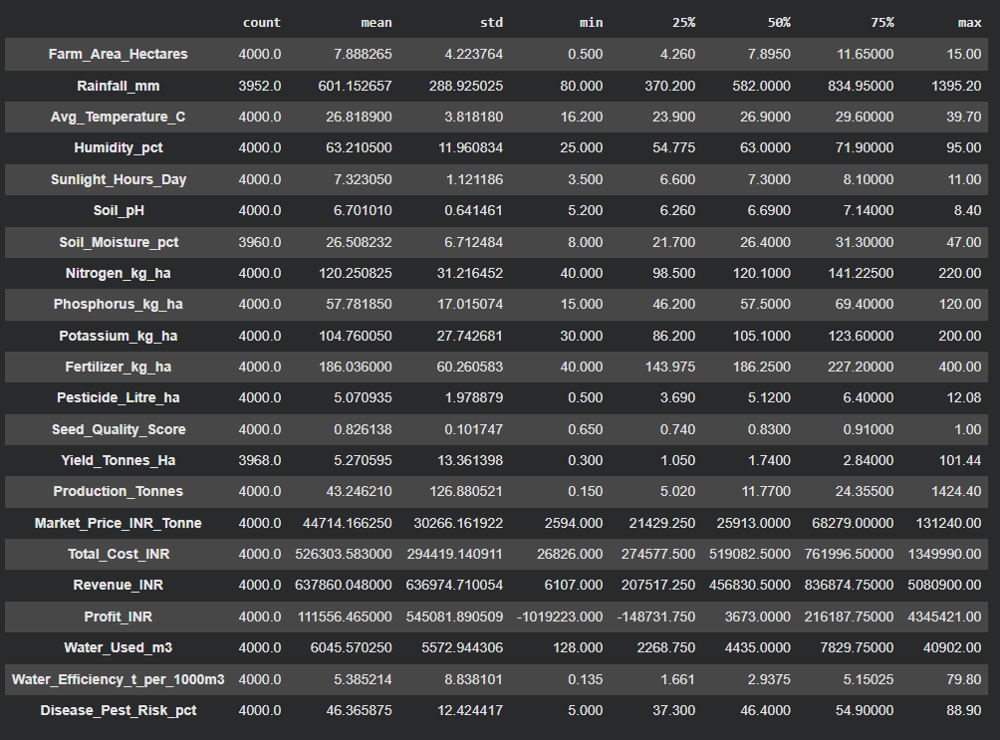 count mean std min 25% 50% 75% max
Farm_Area_Hectares 4000.0 7.888265 4.223764 0.500 4.260 7.8950 11.65000 15.00
Rainfall_mm 3952.0 601.152657 288.925025 80.000 370.200 582.0000 834.95000 1395.20
Avg_Temperature_C 4000.0 26.818900 3.818180 16.200 23.900 26.9000 29.60000 39.70
Humidity_pct 4000.0 63.210500 11.960834 25.000 54.775 63.0000 71.90000 95.00
Sunlight_Hours_Day 4000.0 7.323050 1.121186 3.500 6.600 7.3000 8.10000 11.00
Soil_pH 4000.0 6.701010 0.641461 5.200 6.260 6.6900 7.14000 8.40
Soil_Moisture_pct 3960.0 26.508232 6.712484 8.000 21.700 26.4000 31.30000 47.00
Nitrogen_kg_ha 4000.0 120.250825 31.216452 40.000 98.500 120.1000 141.22500 220.00
Phosphorus_kg_ha 4000.0 57.781850 17.015074 15.000 46.200 57.5000 69.40000 120.00
Potassium_kg_ha 4000.0 104.760050 27.742681 30.000 86.200 105.1000 123.60000 200.00
Fertilizer_kg_ha 4000.0 186.036000 60.260583 40.000 143.975 186.2500 227.20000 400.00
Pesticide_Litre_ha 4000.0 5.070935 1.978879 0.500 3.690 5.1200 6.40000 12.08
Seed_Quality_Score 4000.0 0.826138 0.101747 0.650 0.740 0.8300 0.91000 1.00
Yield_Tonnes_Ha 3968.0 5.270595 13.361398 0.300 1.050 1.7400 2.84000 101.44
Production_Tonnes 4000.0 43.246210 126.880521 0.150 5.020 11.7700 24.35500 1424.40
Market_Price_INR_Tonne 4000.0 44714.166250 30266.161922 2594.000 21429.250 25913.0000 68279.00000 131240.00
Total_Cost_INR 4000.0 526303.583000 294419.140911 26826.000 274577.500 519082.5000 761996.50000 1349990.00
Revenue_INR 4000.0 637860.048000 636974.710054 6107.000 207517.250 456830.5000 836874.75000 5080900.00
Profit_INR 4000.0 111556.465000 545081.890509 -1019223.000 -148731.750 3673.0000 216187.75000 4345421.00
Water_Used_m3 4000.0 6045.570250 5572.944306 128.000 2268.750 4435.0000 7829.75000 40902.00
Water_Efficiency_t_per_1000m3 4000.0 5.385214 8.838101 0.135 1.661 2.9375 5.15025 79.80
Disease_Pest_Risk_pct 4000.0 46.365875 12.424417 5.000 37.300 46.4000 54.90000 88.90